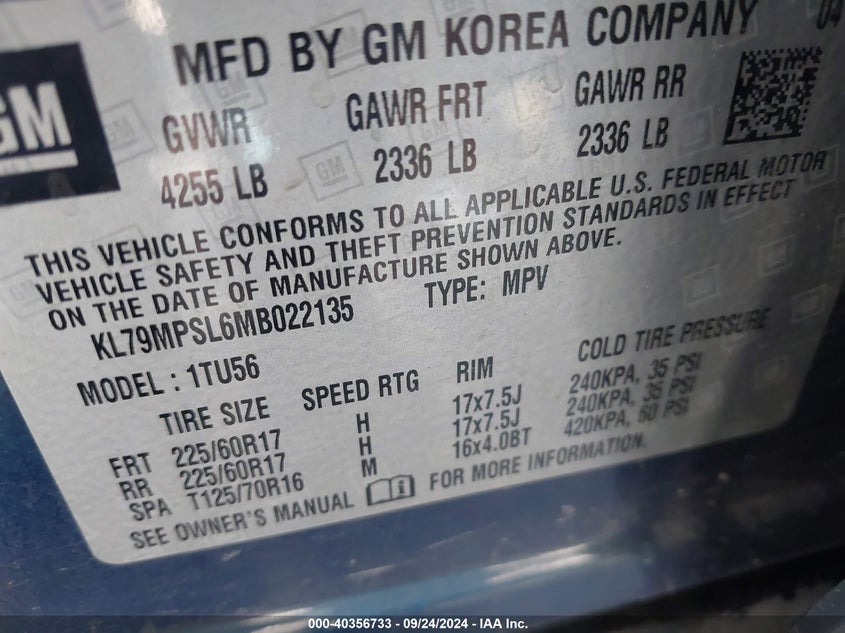 MFD BY GM KOREA COMPANY 04
GM
GVWR GAWR FRT GAWR RR
4255 LB 2336 LB 2336 LB
THIS VEHICLE CONFORMS TO ALL APPLICABLE U.S. FEDERAL MOTOR
VEHICLE SAFETY AND THEFT PREVENTION STANDARDS IN EFFECT
ON THE DATE OF MANUFACTURE SHOWN ABOVE.
KL79MPSL6MB022135 TYPE: MPV
MODEL : 1TU56
TIRE SIZE SPEED RTG RIM COLD TIRE PRESSURE
FRT 225/60R17 H 17x7.5J 240KPA, 35 PSI
RR 225/60R17 H 17x7.5J 240KPA, 35 PSI
SPA T125/70R16 M 16x4.0BT 420KPA, 60 PSI
SEE OWNER'S MANUAL FOR MORE INFORMATION.
000-40356733 - 09/24/2024 - IAA Inc.